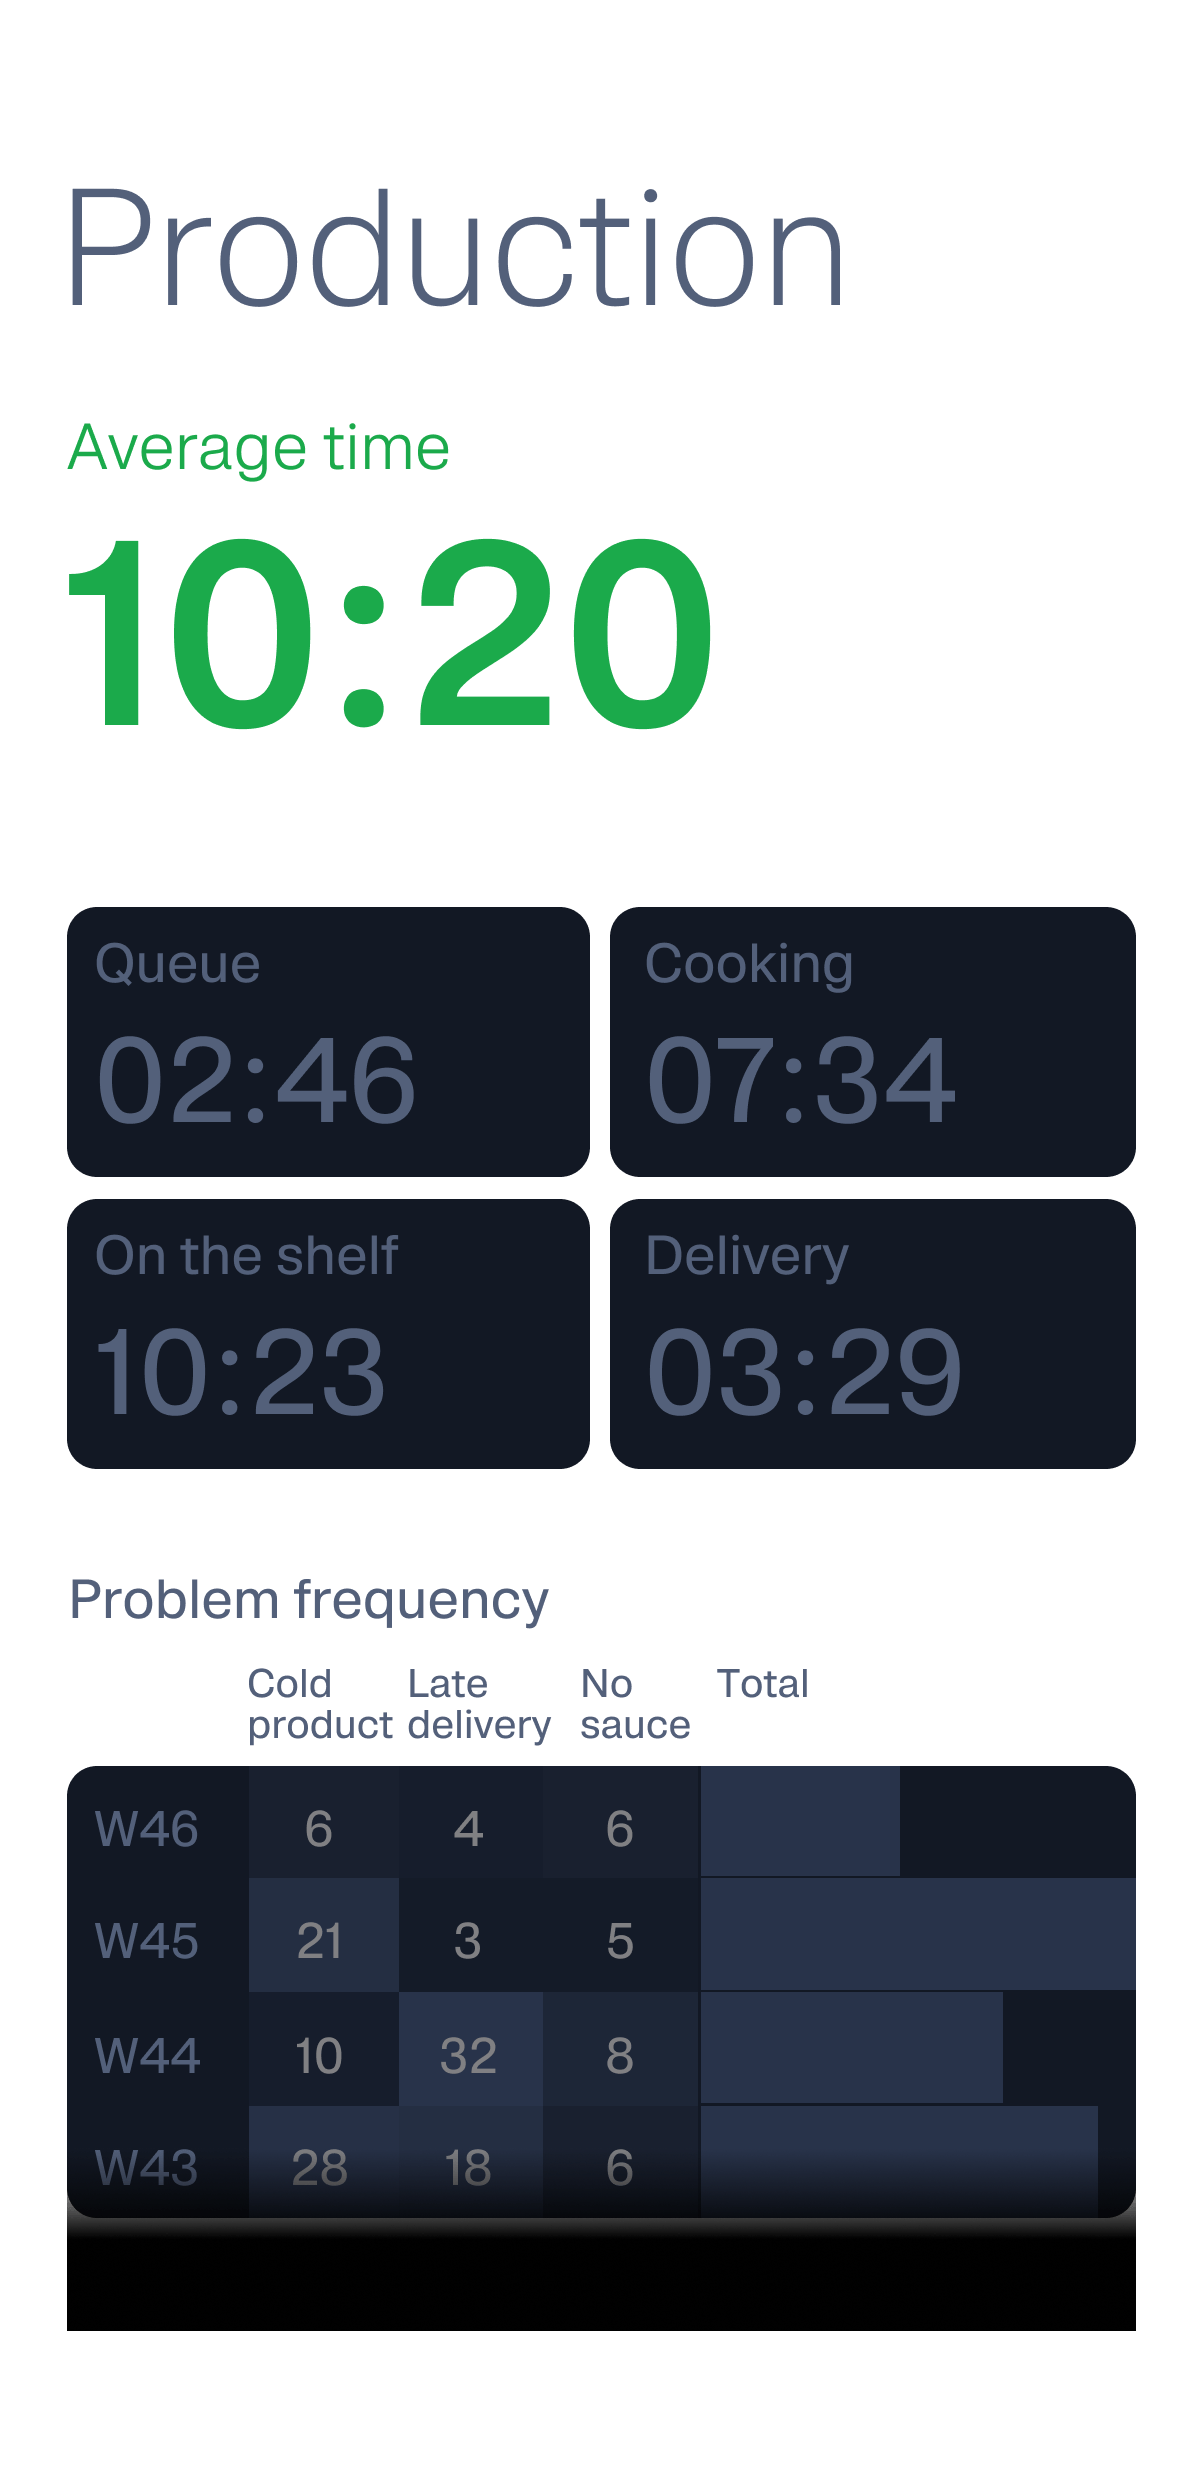 Production
Average time
10:20
Queue
02:46
Cooking
07:34
On the shelf
10:23
Delivery
03:29
Problem frequency
Cold product Late delivery No sauce Total
W46 6 4 6
W45 21 3 5
W44 10 32 8
W43 28 18 6